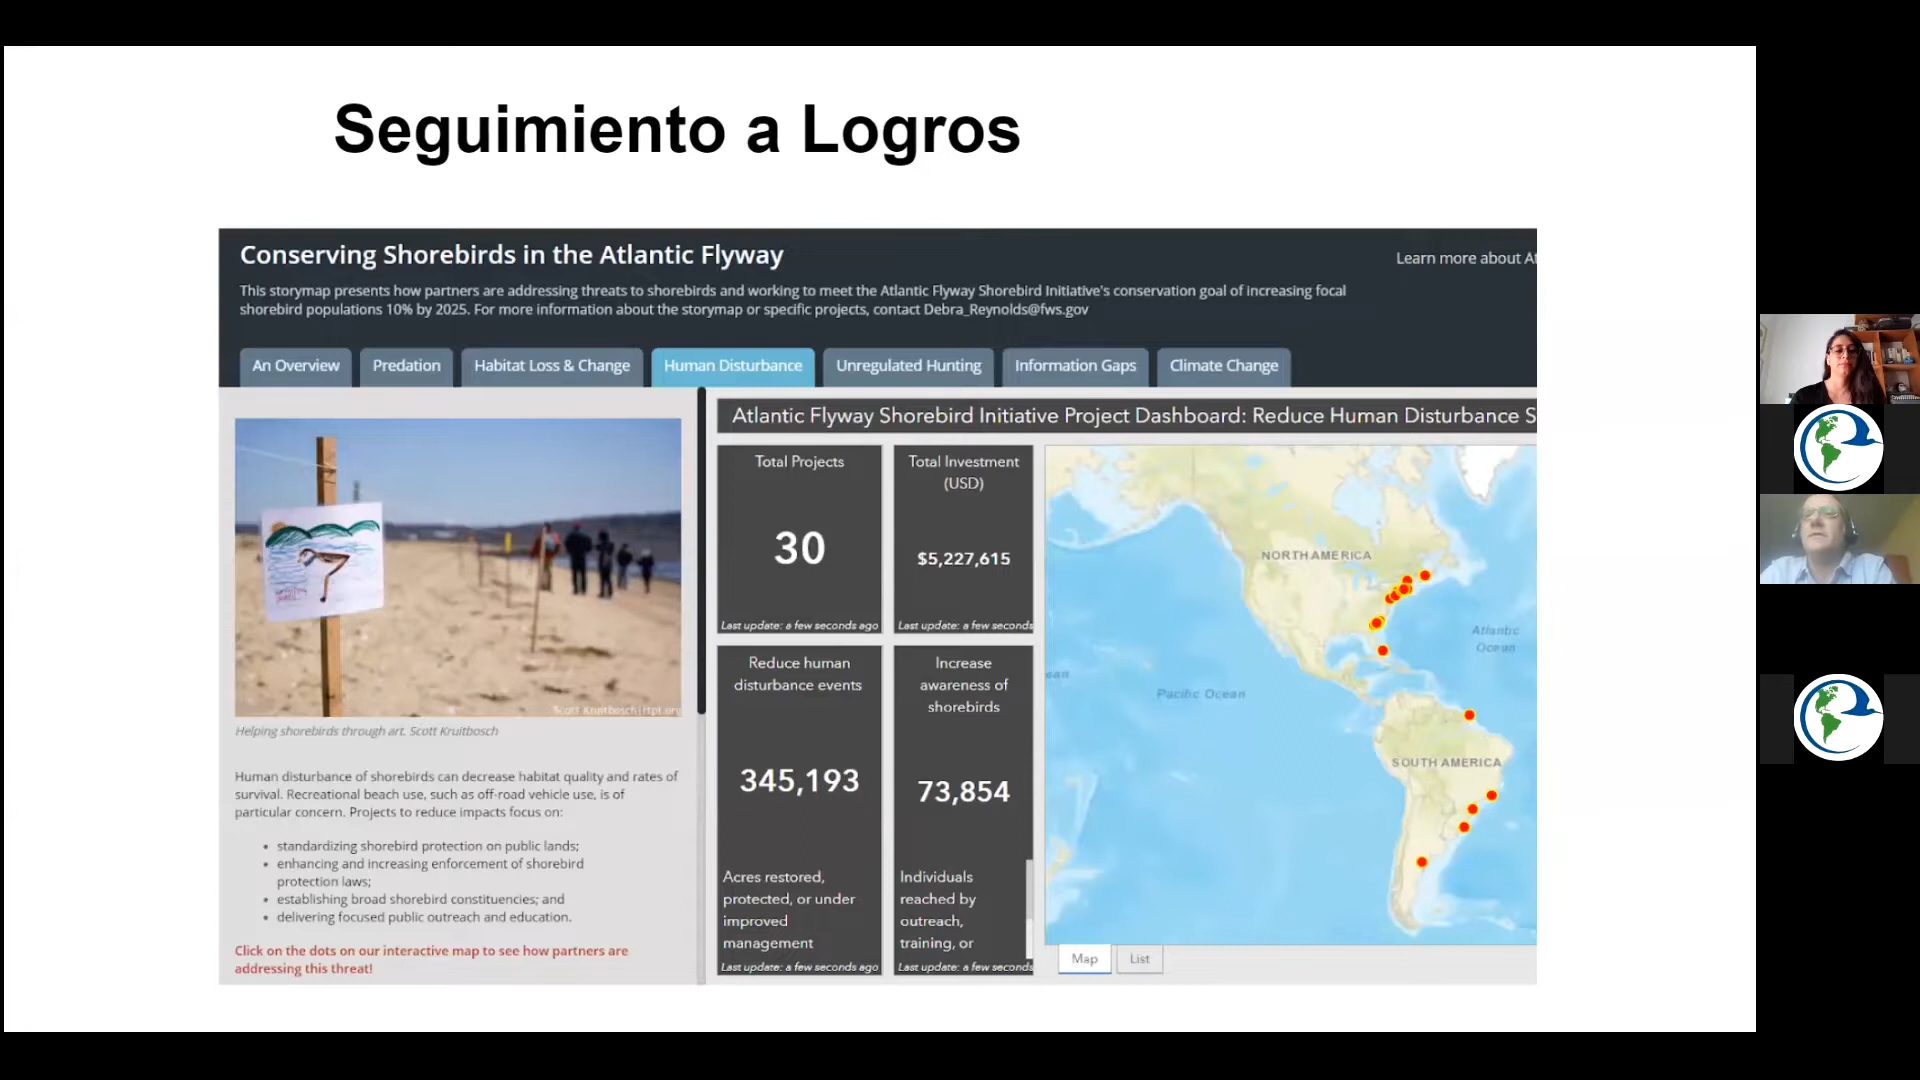 Seguimiento a Logros
Conserving Shorebirds in the Atlantic Flyway
Learn more about At
This storymap presents how partners are addressing threats to shorebirds and working to meet the Atlantic Flyway Shorebird Initiative's conservation goal of increasing focal
shorebird populations 10% by 2025. For more information about the storymap or specific projects, contact Debra_Reynolds@fws.gov
An Overview
Predation
Habitat Loss & Change
Human Disturbance
Unregulated Hunting
Information Gaps
Climate Change
Scott Kruitbosch
Helping shorebirds through art. Scott Kruitbosch
Human disturbance of shorebirds can decrease habitat quality and rates of
survival. Recreational beach use, such as off-road vehicle use, is of
particular concern. Projects to reduce impacts focus on:
• standardizing shorebird protection on public lands;
• enhancing and increasing enforcement of shorebird
protection laws;
• establishing broad shorebird constituencies; and
• delivering focused public outreach and education.
Click on the dots on our interactive map to see how partners are
addressing this threat!
Atlantic Flyway Shorebird Initiative Project Dashboard: Reduce Human Disturbance S
Total Projects
30
Last update: a few seconds ago
Total Investment
(USD)
$5,227,615
Last update: a few seconds
Reduce human
disturbance events
345,193
Acres restored,
protected, or under
improved
management
Last update: a few seconds ago
Increase
awareness of
shorebirds
73,854
Individuals
reached by
outreach,
training, or
Last update: a few seconds
NORTH AMERICA
Atlantic
Ocean
ean
Pacific Ocean
SOUTH AMERICA
Map
List